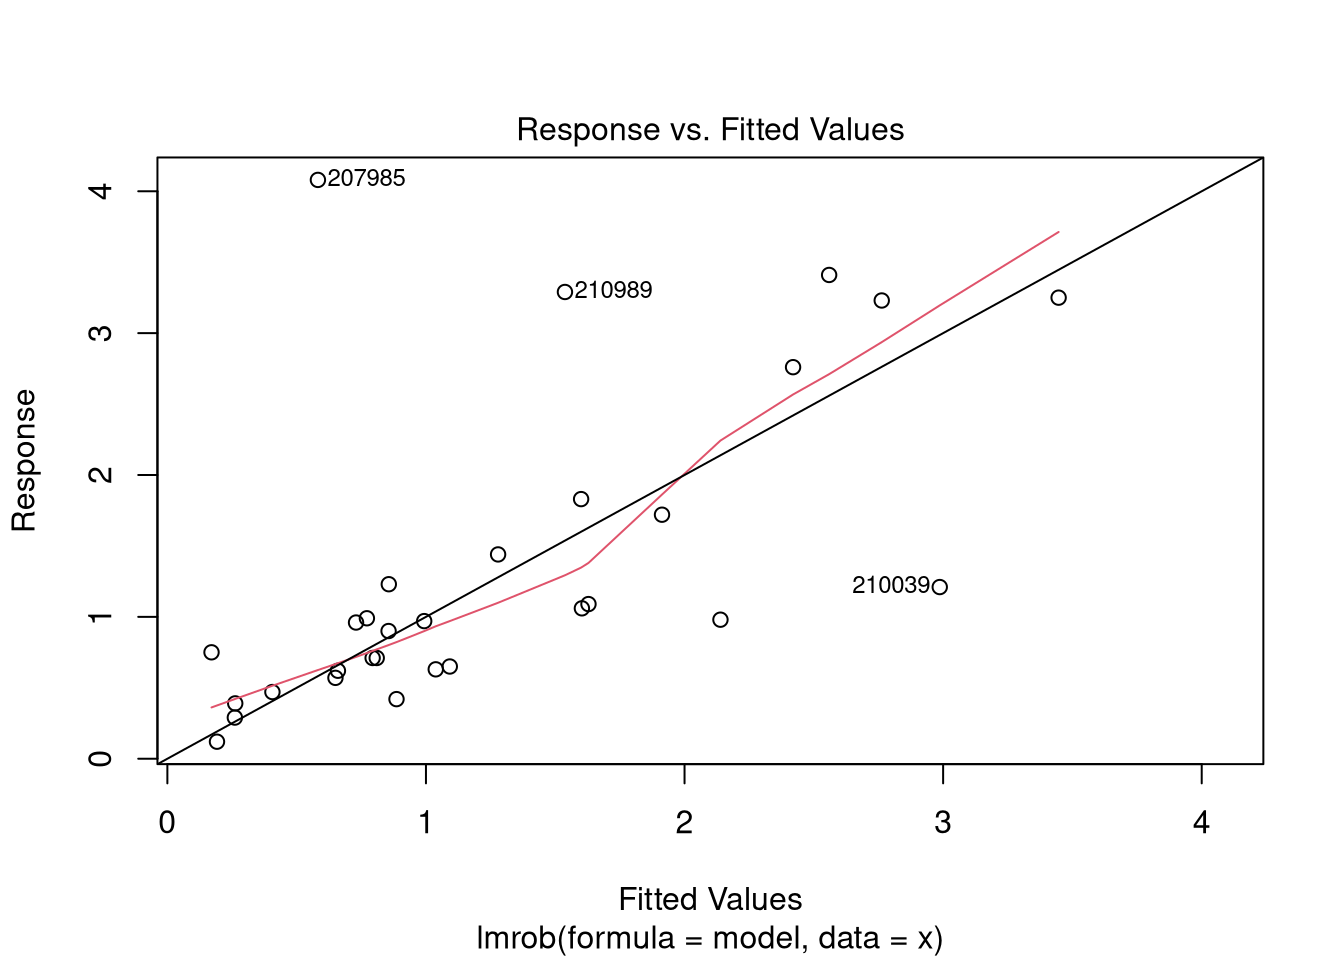 Response vs. Fitted Values
207985
210989
210039
Response
0
1
2
3
4
0 1 2 3 4
Fitted Values
lmrob(formula = model, data = x)